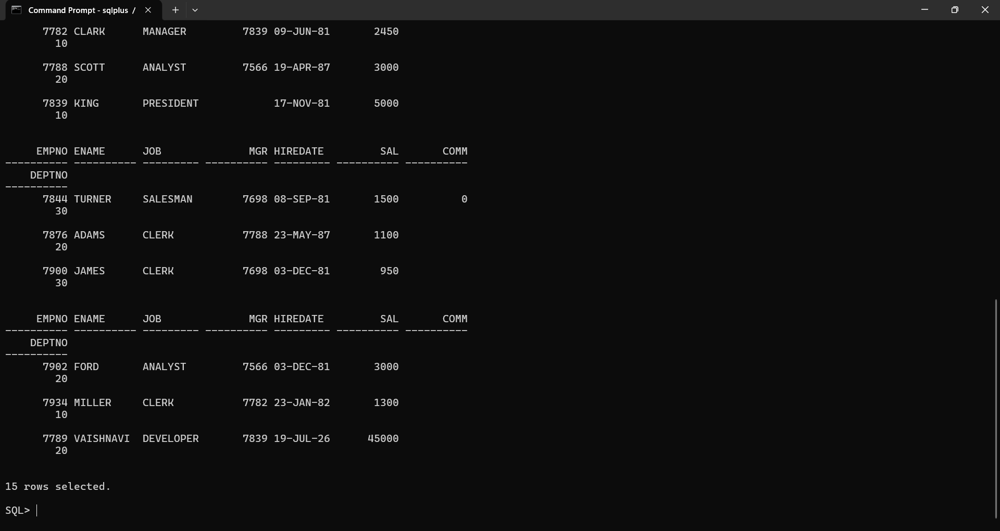 Command Prompt - sqlplus /
7782 CLARK      MANAGER         7839 09-JUN-81       2450
        10

      7788 SCOTT      ANALYST         7566 19-APR-87       3000
        20

      7839 KING       PRESIDENT            17-NOV-81       5000
        10


     EMPNO ENAME      JOB              MGR HIREDATE         SAL       COMM
---------- ---------- --------- ---------- --------- ---------- ----------
    DEPTNO
----------
      7844 TURNER     SALESMAN        7698 08-SEP-81       1500          0
        30

      7876 ADAMS      CLERK           7788 23-MAY-87       1100
        20

      7900 JAMES      CLERK           7698 03-DEC-81        950
        30


     EMPNO ENAME      JOB              MGR HIREDATE         SAL       COMM
---------- ---------- --------- ---------- --------- ---------- ----------
    DEPTNO
----------
      7902 FORD       ANALYST         7566 03-DEC-81       3000
        20

      7934 MILLER     CLERK           7782 23-JAN-82       1300
        10

      7789 VAISHNAVI  DEVELOPER       7839 19-JUL-26      45000
        20


15 rows selected.

SQL>